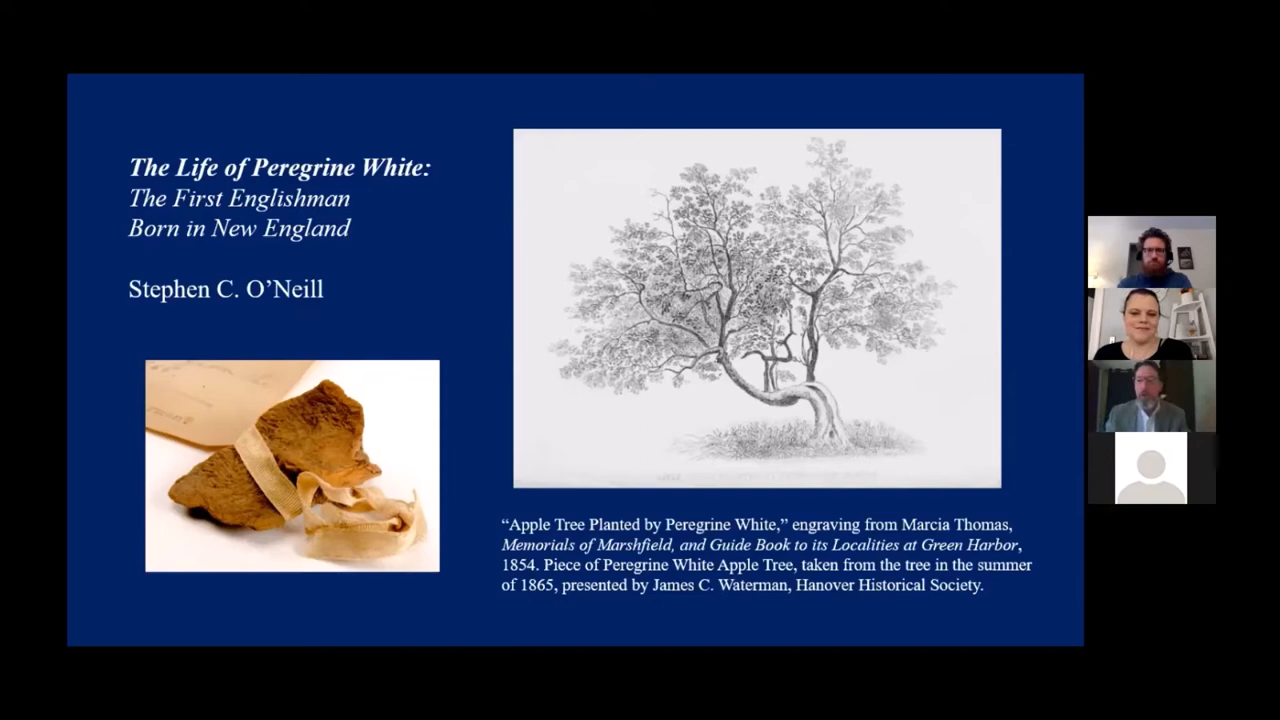 The Life of Peregrine White:
The First Englishman
Born in New England
Stephen C. O’Neill
“Apple Tree Planted by Peregrine White,” engraving from Marcia Thomas,
Memorials of Marshfield, and Guide Book to its Localities at Green Harbor,
1854. Piece of Peregrine White Apple Tree, taken from the tree in the summer
of 1865, presented by James C. Waterman, Hanover Historical Society.